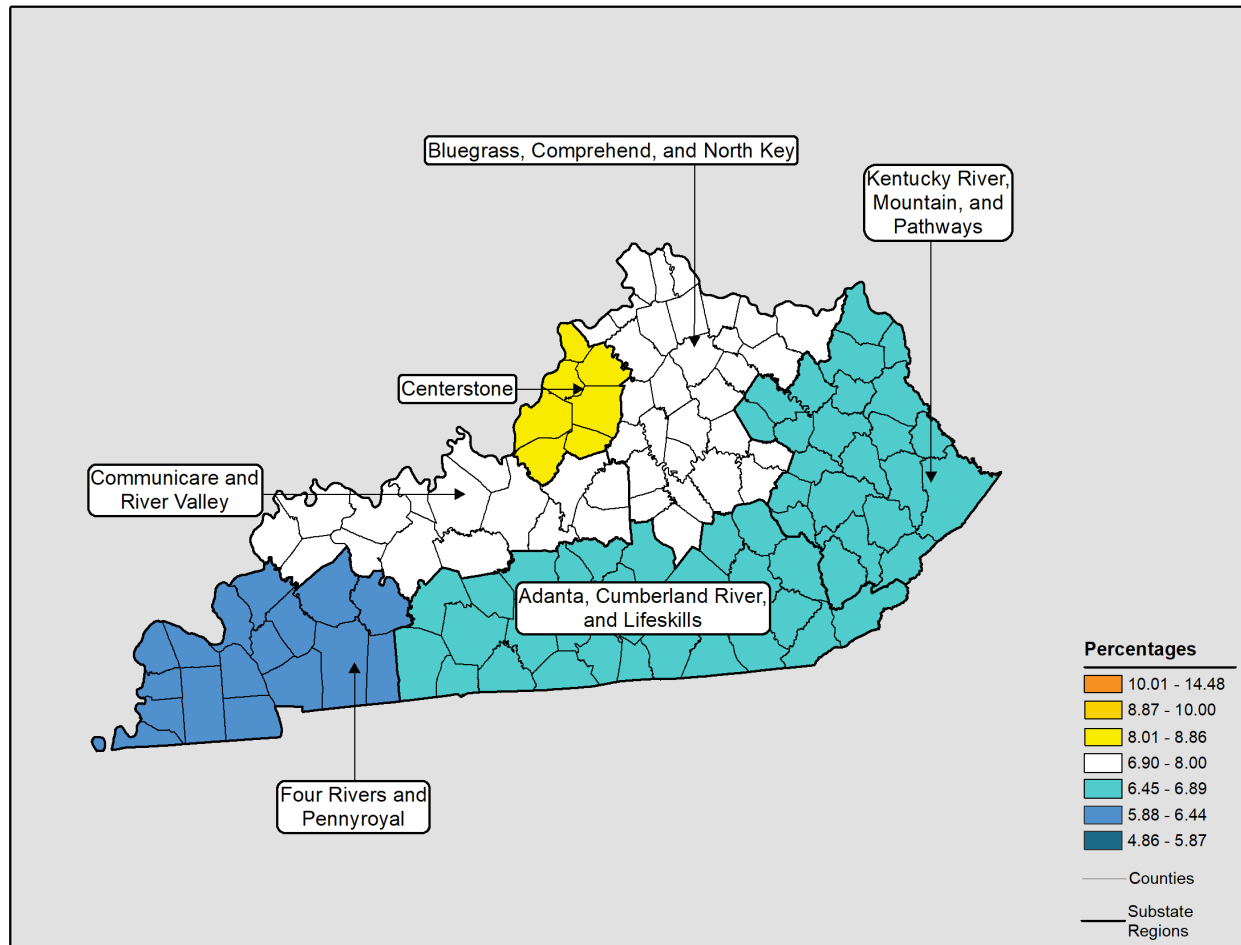 Bluegrass, Comprehend, and North Key
Kentucky River,
Mountain, and
Pathways
Centerstone
Communicare and
River Valley
Adanta, Cumberland River,
and Lifeskills
Four Rivers and
Pennyroyal
Percentages
10.01 - 14.48
8.87 - 10.00
8.01 - 8.86
6.90 - 8.00
6.45 - 6.89
5.88 - 6.44
4.86 - 5.87
Counties
Substate
Regions